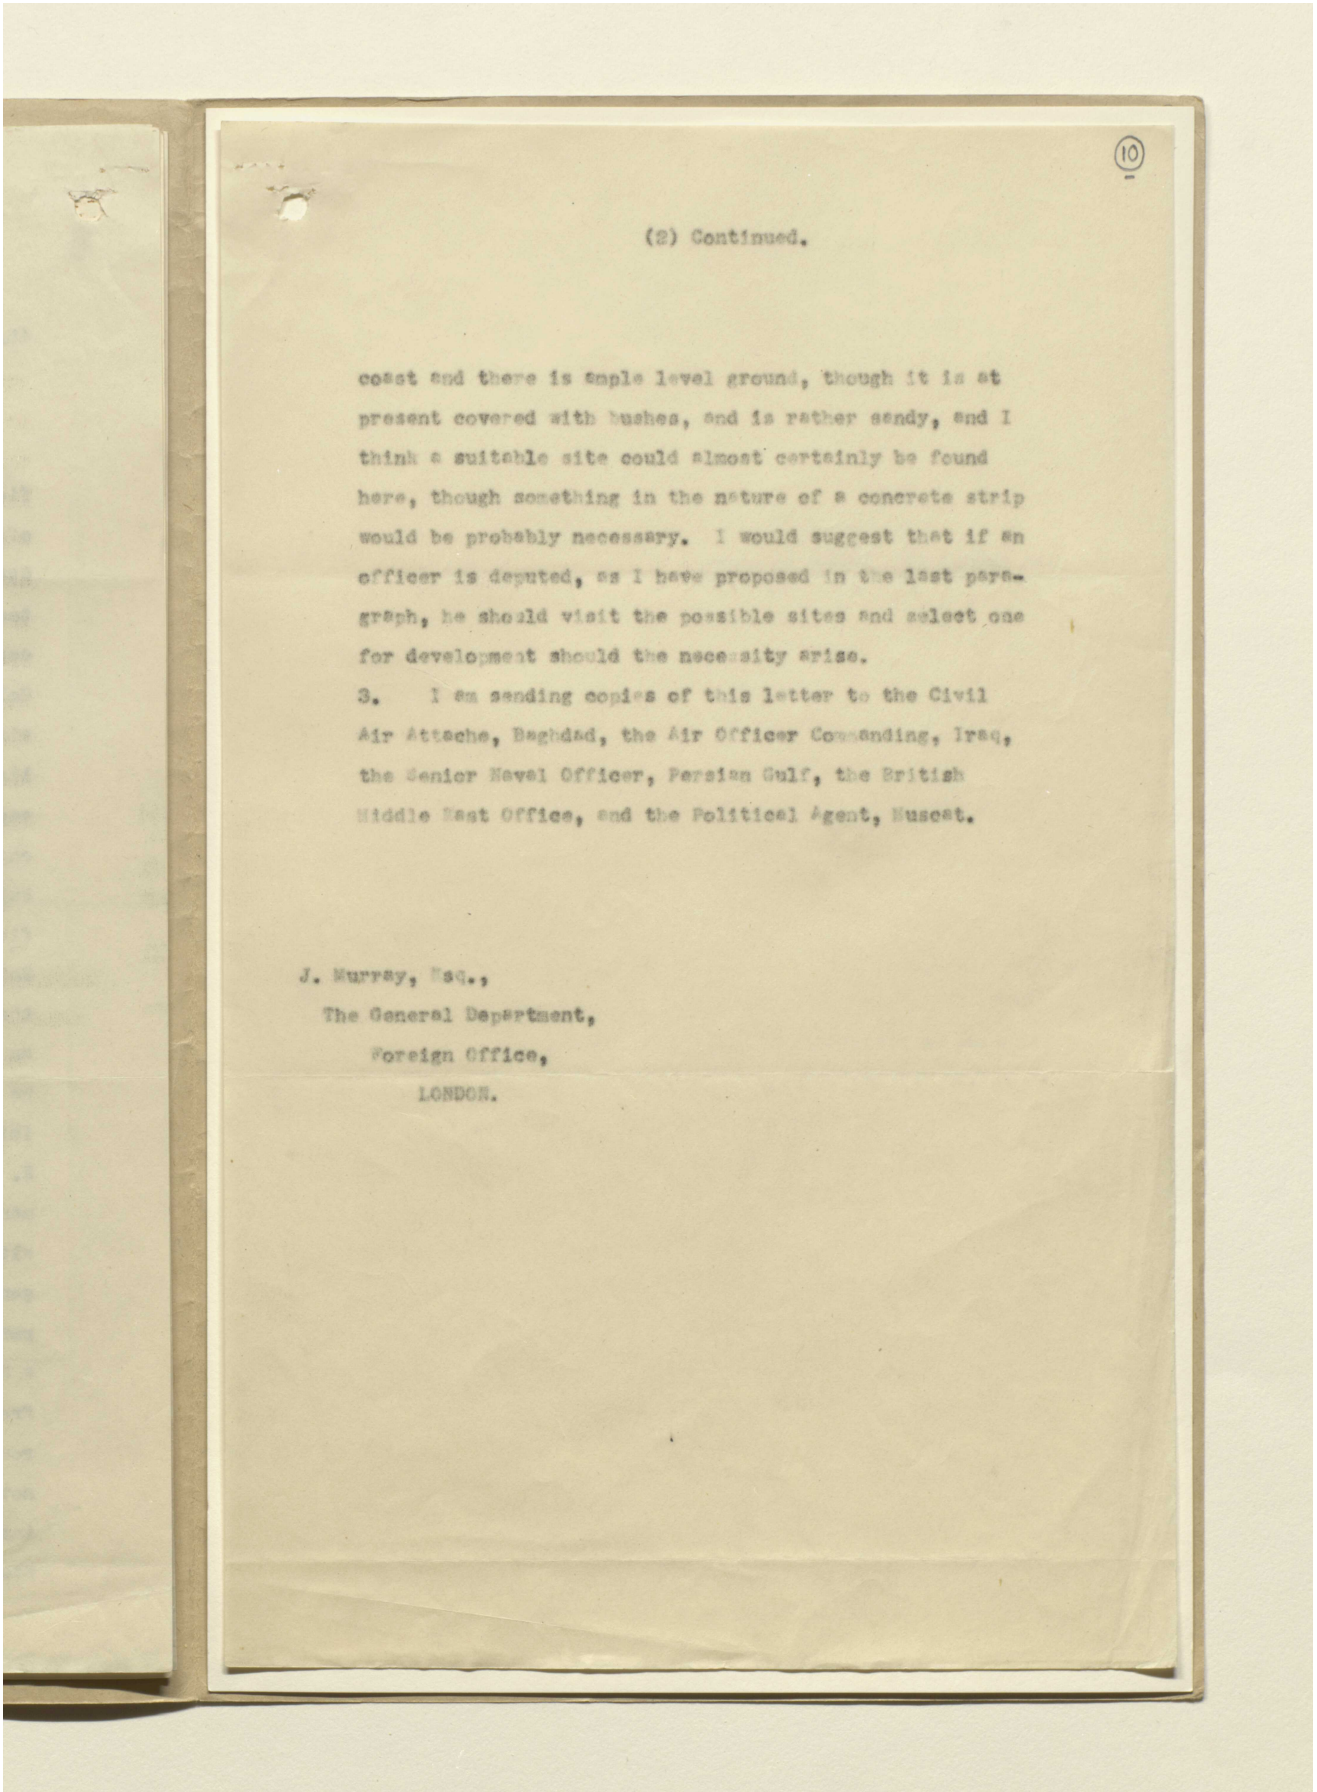 10
(2) Continued.
coast and there is ample level ground, though it is at
present covered with bushes, and is rather sandy, and I
think a suitable site could almost certainly be found
here, though something in the nature of a concrete strip
would be probably necessary. I would suggest that if an
officer is deputed, as I have proposed in the last para-
graph, he should visit the possible sites and select one
for development should the necessity arise.
3. I am sending copies of this letter to the Civil
Air Attache, Baghdad, the Air Officer Commanding, Iraq,
the Senior Naval Officer, Persian Gulf, the British
Middle East Office, and the Political Agent, Muscat.
J. Murray, Esq.,
The General Department,
Foreign Office,
LONDON.